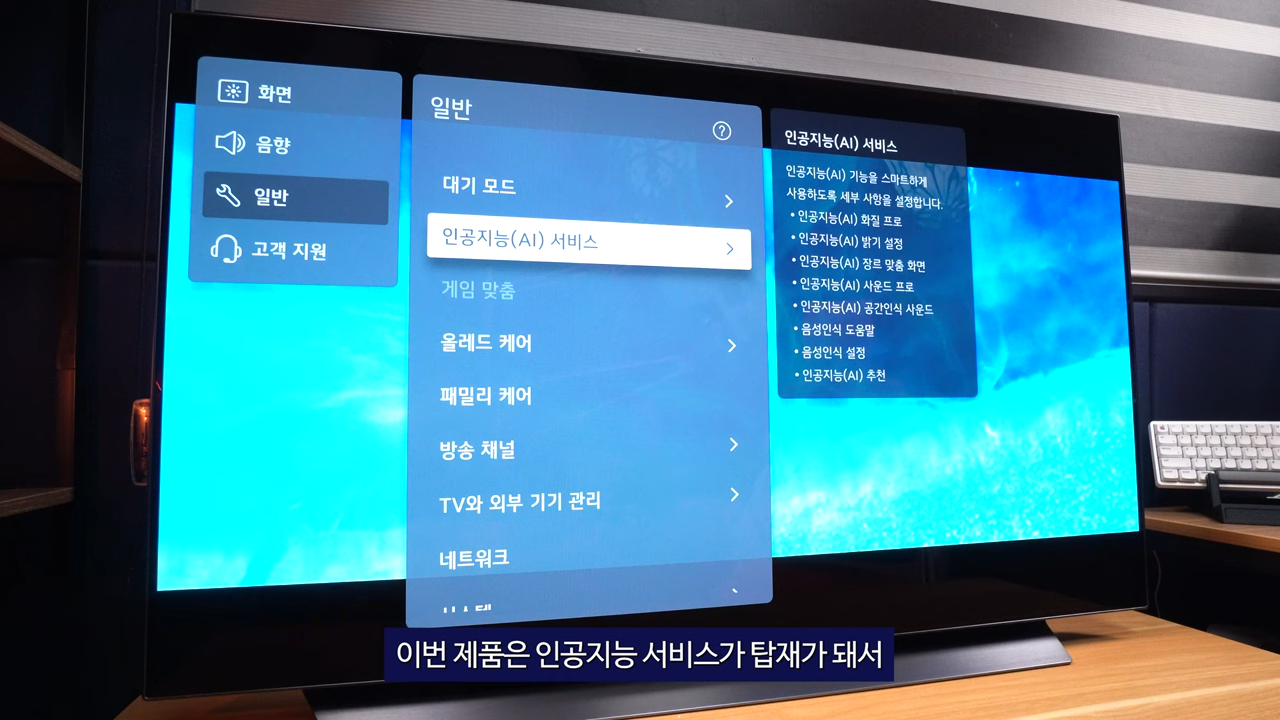 화면
음향
일반
고객 지원
일반
대기 모드
인공지능(AI) 서비스
게임 맞춤
올레드 케어
패밀리 케어
방송 채널
TV와 외부 기기 관리
네트워크
인공지능(AI) 서비스
인공지능(AI) 기능을 스마트하게
사용하도록 세부 사항을 설정합니다.
• 인공지능(AI) 화질 프로
• 인공지능(AI) 밝기 설정
• 인공지능(AI) 장르 맞춤 화면
• 인공지능(AI) 사운드 프로
• 인공지능(AI) 공간인식 사운드
• 음성인식 도움말
• 음성인식 설정
• 인공지능(AI) 추천
이번 제품은 인공지능 서비스가 탑재가 돼서